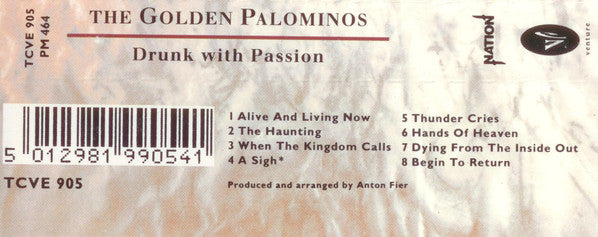 TCVE 905
PM 464
THE GOLDEN PALOMINOS
Drunk with Passion
NATION
venture
1 Alive And Living Now
2 The Haunting
3 When The Kingdom Calls
4 A Sigh*
5 Thunder Cries
6 Hands Of Heaven
7 Dying From The Inside Out
8 Begin To Return
Produced and arranged by Anton Fier
5 012981 990541
TCVE 905